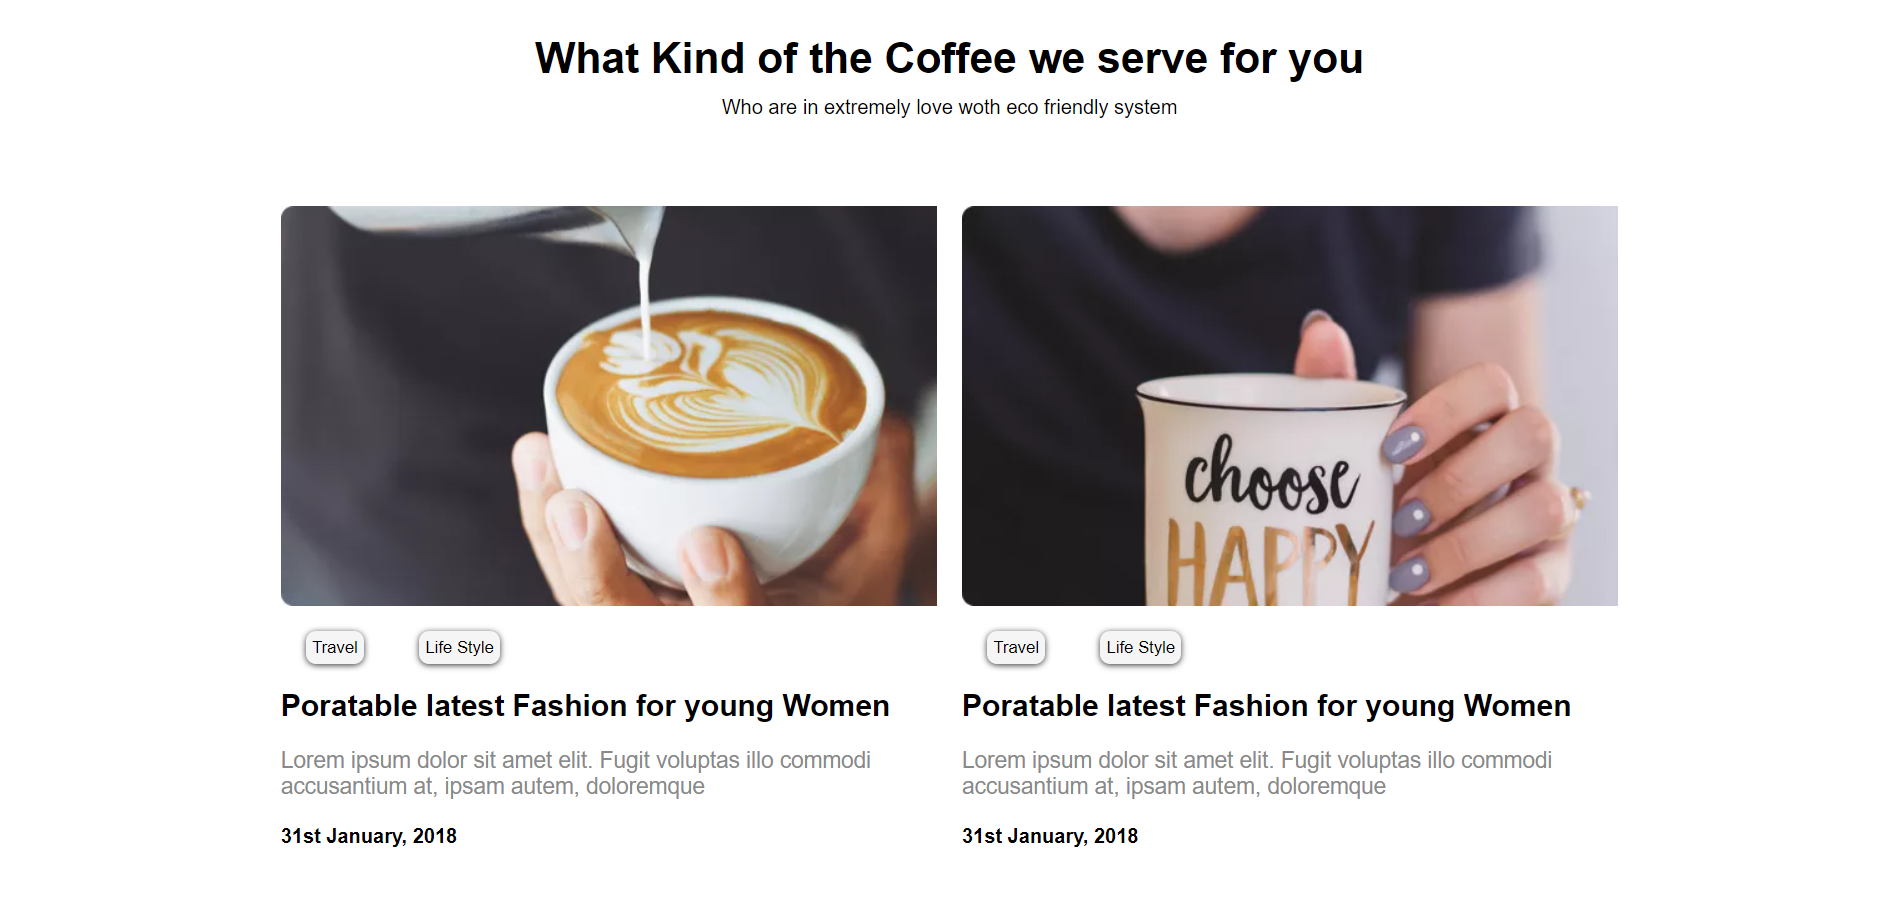 What Kind of the Coffee we serve for you
Who are in extremely love woth eco friendly system
choose
HAPPY
Travel
Life Style
Poratable latest Fashion for young Women
Lorem ipsum dolor sit amet elit. Fugit voluptas illo commodi
accusantium at, ipsam autem, doloremque
31st January, 2018
Travel
Life Style
Poratable latest Fashion for young Women
Lorem ipsum dolor sit amet elit. Fugit voluptas illo commodi
accusantium at, ipsam autem, doloremque
31st January, 2018